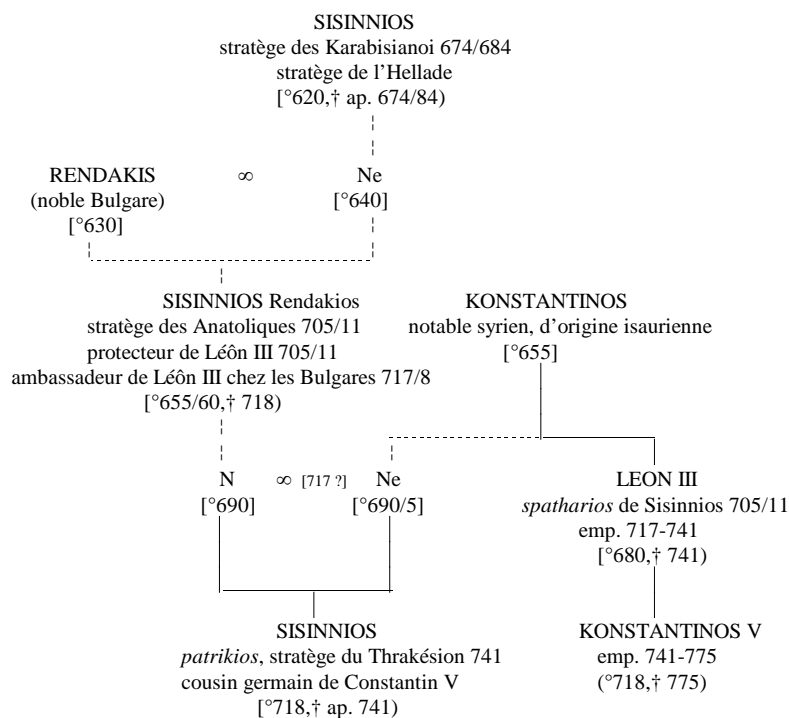 SISINNIOS
stratège des Karabisianoi 674/684
stratège de l'Hellade
[°620,† ap. 674/84)
RENDAKIS ∞ Ne
(noble Bulgare) [°640]
[°630]
SISINNIOS Rendakios
stratège des Anatoliques 705/11
protecteur de Léôn III 705/11
ambassadeur de Léôn III chez les Bulgares 717/8
[°655/60,† 718)
KONSTANTINOS
notable syrien, d'origine isaurienne
[°655]
N ∞ [717 ?] Ne
[°690] [°690/5]
LEON III
spatharios de Sisinnios 705/11
emp. 717-741
[°680,† 741)
SISINNIOS
patrikios, stratège du Thrakésion 741
cousin germain de Constantin V
[°718,† ap. 741)
KONSTANTINOS V
emp. 741-775
(°718,† 775)